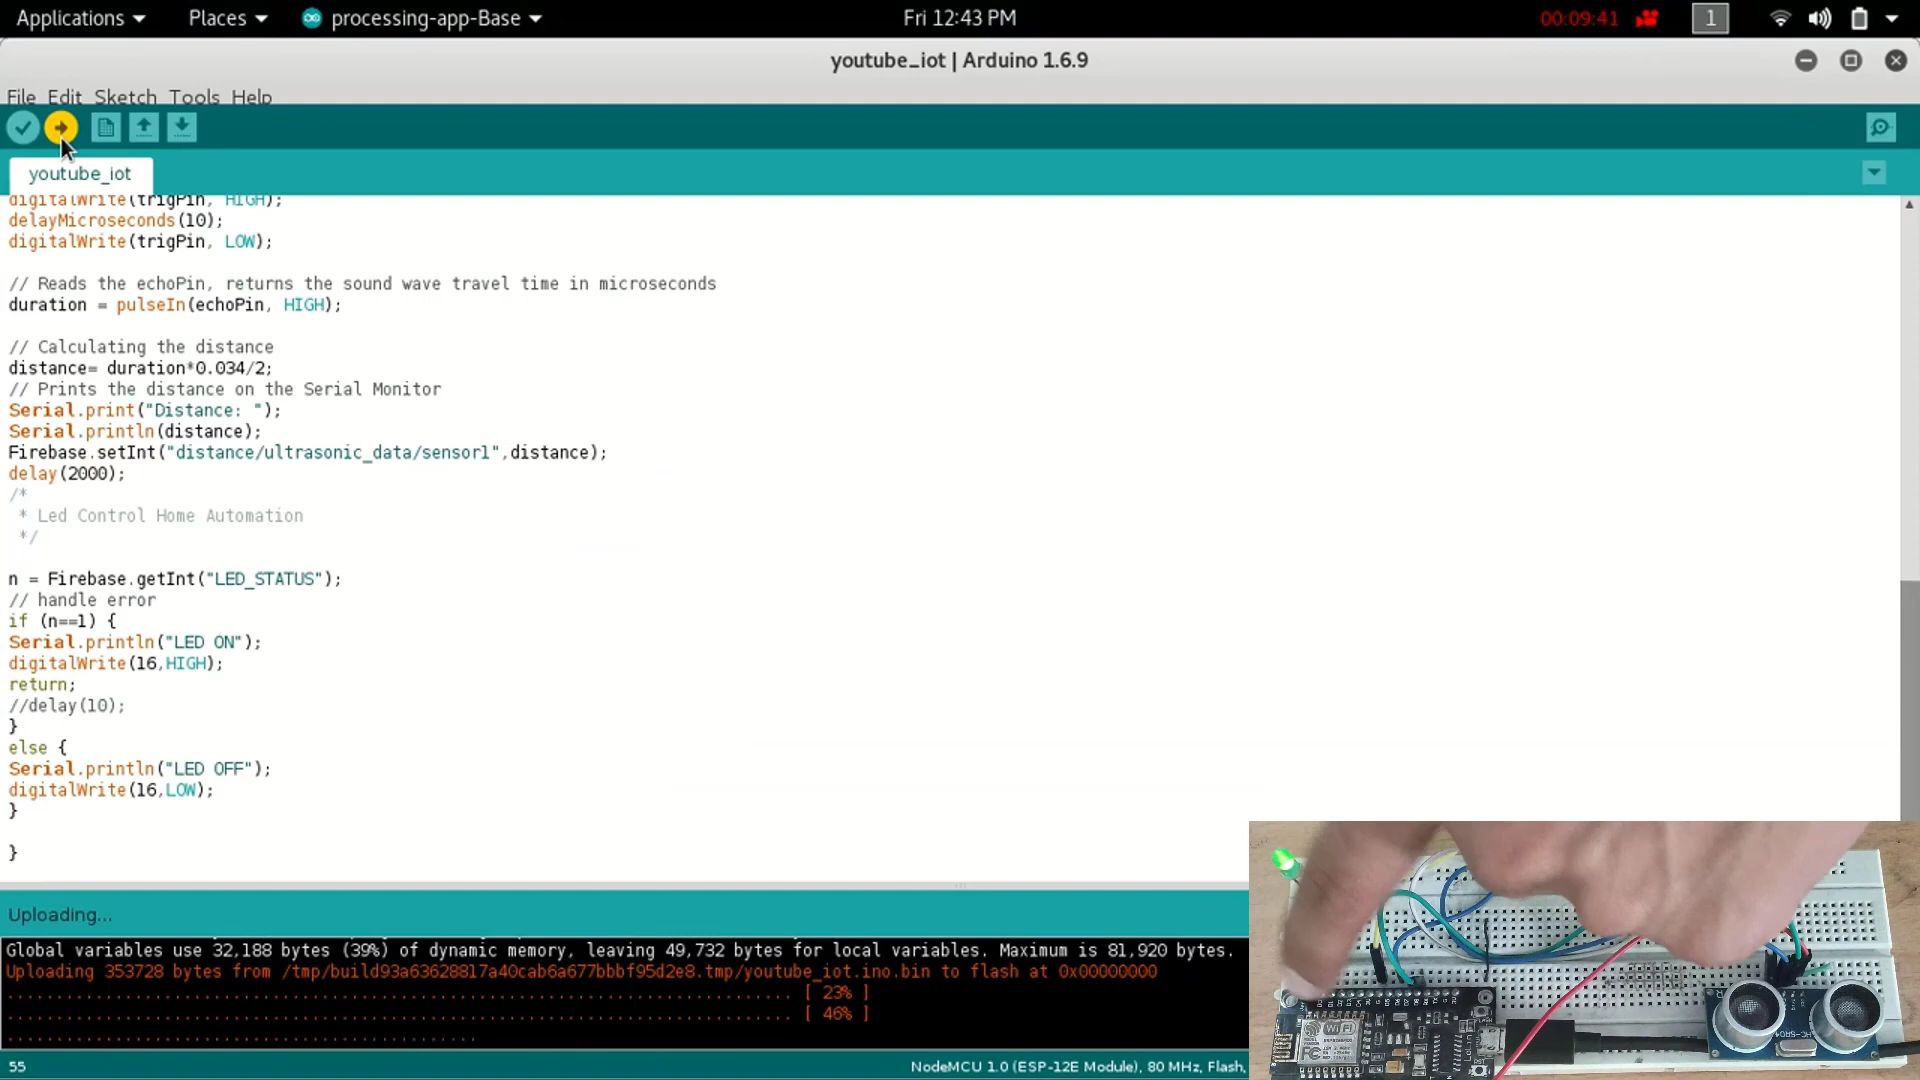 Applications Places processing-app-Base Fri 12:43 PM 00:09:41 1
youtube_iot | Arduino 1.6.9
File Edit Sketch Tools Help
youtube_iot
digitalWrite(trigPin, HIGH);
delayMicroseconds(10);
digitalWrite(trigPin, LOW);
// Reads the echoPin, returns the sound wave travel time in microseconds
duration = pulseIn(echoPin, HIGH);
// Calculating the distance
distance= duration*0.034/2;
// Prints the distance on the Serial Monitor
Serial.print("Distance: ");
Serial.println(distance);
Firebase.setInt("distance/ultrasonic_data/sensor1",distance);
delay(2000);
/*
* Led Control Home Automation
*/
n = Firebase.getInt("LED_STATUS");
// handle error
if (n==1) {
Serial.println("LED ON");
digitalWrite(16,HIGH);
return;
//delay(10);
}
else {
Serial.println("LED OFF");
digitalWrite(16,LOW);
}
}
Uploading...
Global variables use 32,188 bytes (39%) of dynamic memory, leaving 49,732 bytes for local variables. Maximum is 81,920 bytes.
Uploading 353728 bytes from /tmp/build93a63628817a40cab6a677bbbf95d2e8.tmp/youtube_iot.ino.bin to flash at 0x00000000
................................................................................ [ 23% ]
................................................................................ [ 46% ]
................................................
55 NodeMCU 1.0 (ESP-12E Module), 80 MHz, Flash,
WiFi
FC